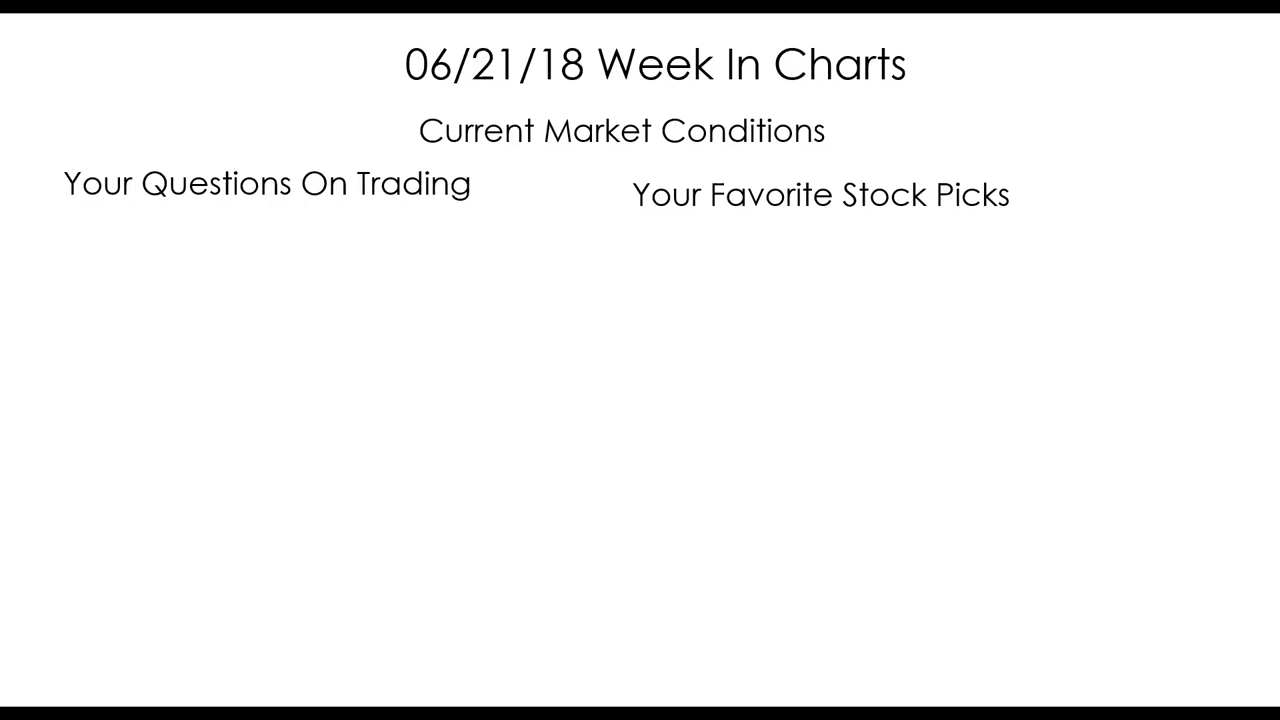 06/21/18 Week In Charts
Current Market Conditions
Your Questions On Trading
Your Favorite Stock Picks